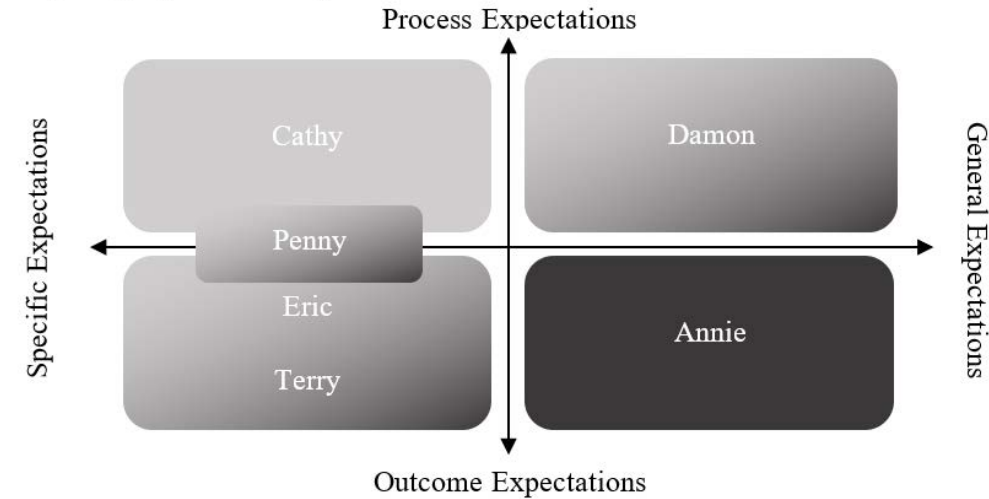 Process Expectations
Cathy
Damon
Specific Expectations
General Expectations
Penny
Eric
Annie
Terry
Outcome Expectations